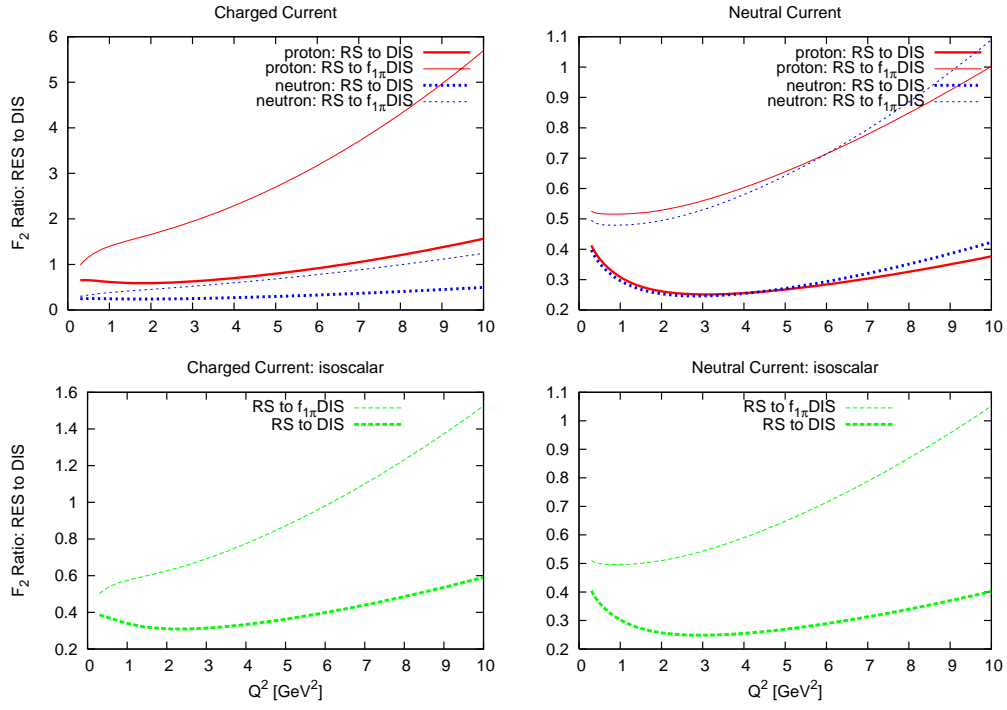 Charged Current
6
5
4
3
2
1
0
0 1 2 3 4 5 6 7 8 9 10
F2 Ratio: RES to DIS
proton: RS to DIS
proton: RS to f1πDIS
neutron: RS to DIS
neutron: RS to f1πDIS
Neutral Current
1.1
1
0.9
0.8
0.7
0.6
0.5
0.4
0.3
0.2
0 1 2 3 4 5 6 7 8 9 10
proton: RS to DIS
proton: RS to f1πDIS
neutron: RS to DIS
neutron: RS to f1πDIS
Charged Current: isoscalar
1.6
1.4
1.2
1
0.8
0.6
0.4
0.2
0 1 2 3 4 5 6 7 8 9 10
F2 Ratio: RES to DIS
Q^2 [GeV^2]
RS to f1πDIS
RS to DIS
Neutral Current: isoscalar
1.1
1
0.9
0.8
0.7
0.6
0.5
0.4
0.3
0.2
0 1 2 3 4 5 6 7 8 9 10
Q^2 [GeV^2]
RS to f1πDIS
RS to DIS